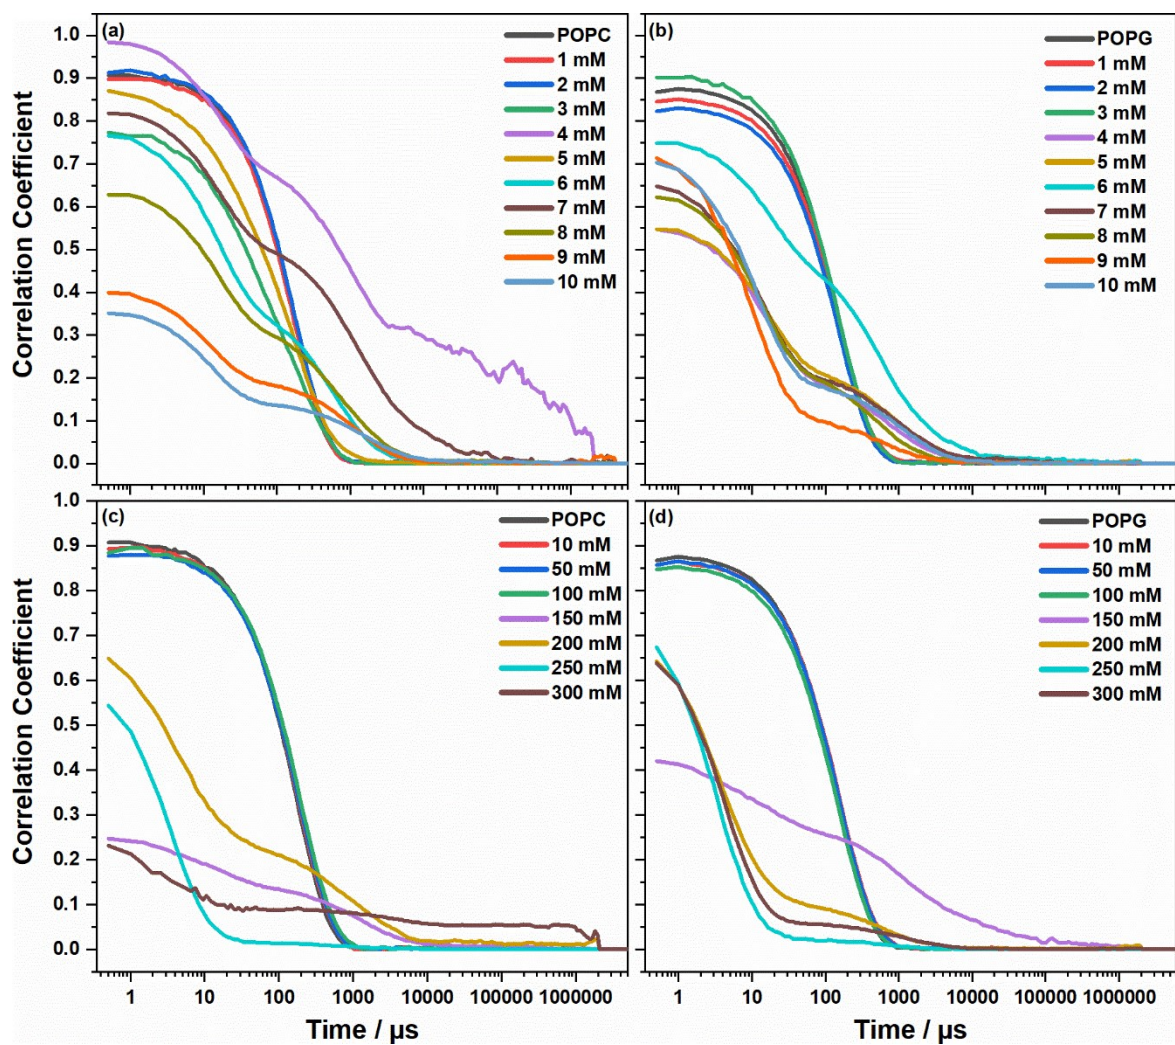 (a)
POPC
1 mM
2 mM
3 mM
4 mM
5 mM
6 mM
7 mM
8 mM
9 mM
10 mM
1.0
0.9
0.8
0.7
0.6
0.5
0.4
0.3
0.2
0.1
0.0
Correlation Coefficient
(b)
POPG
1 mM
2 mM
3 mM
4 mM
5 mM
6 mM
7 mM
8 mM
9 mM
10 mM
(c)
POPC
10 mM
50 mM
100 mM
150 mM
200 mM
250 mM
300 mM
1.0
0.9
0.8
0.7
0.6
0.5
0.4
0.3
0.2
0.1
0.0
Correlation Coefficient
1 10 100 1000 10000 100000 1000000
Time / µs
(d)
POPG
10 mM
50 mM
100 mM
150 mM
200 mM
250 mM
300 mM
1 10 100 1000 10000 100000 1000000
Time / µs